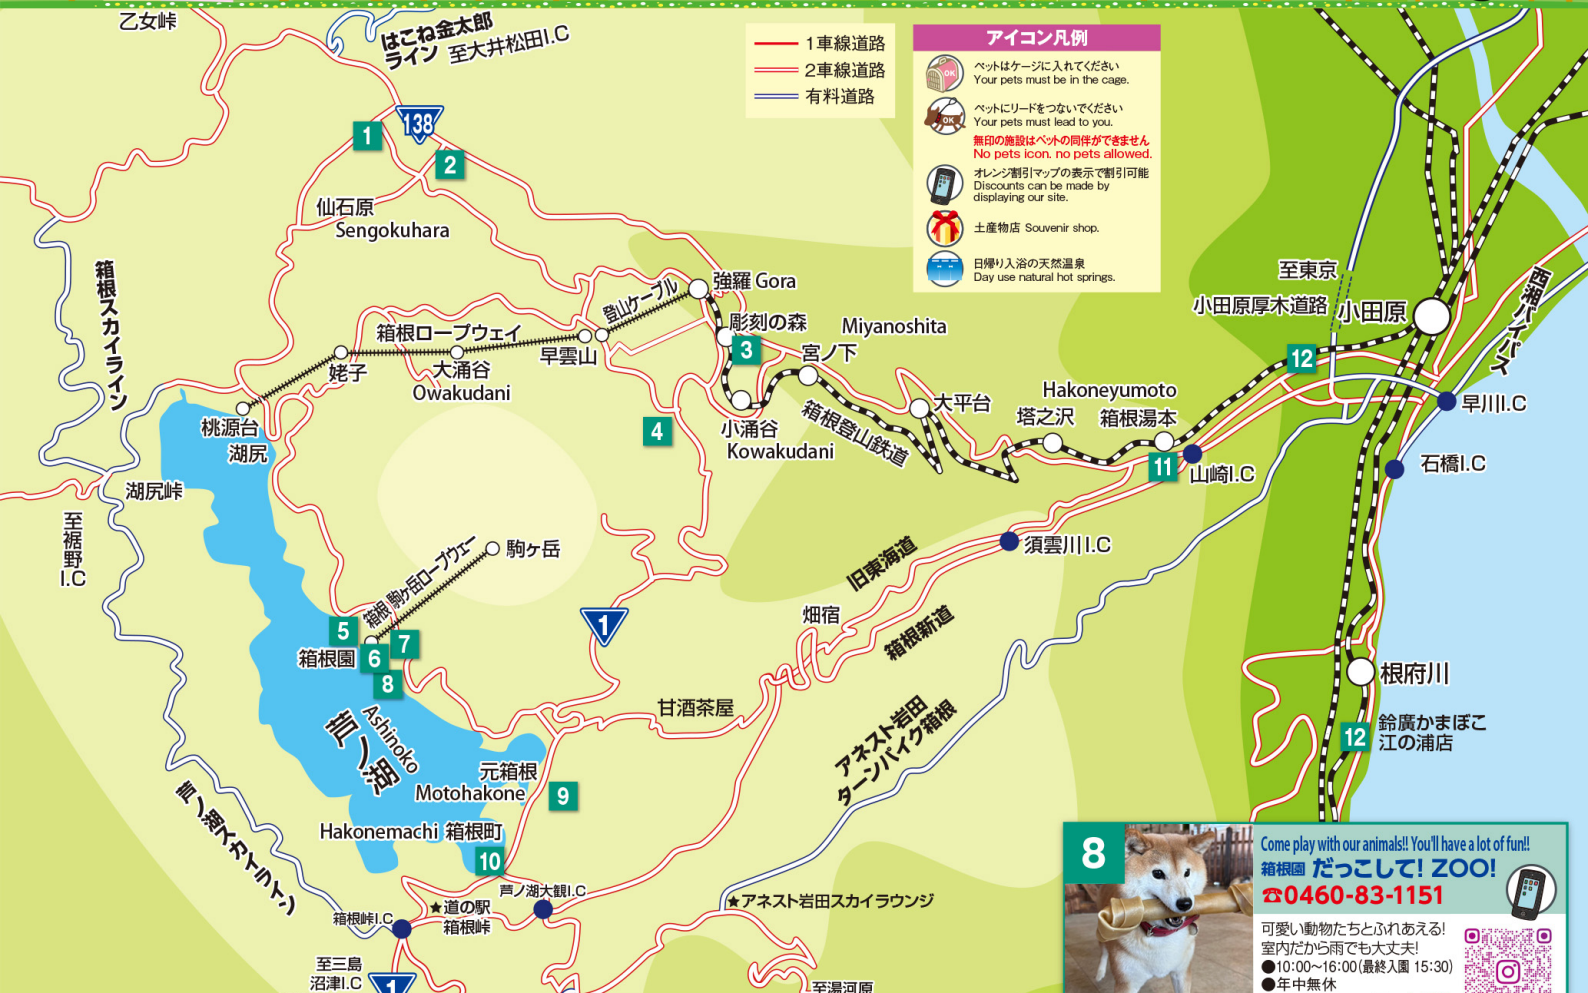 乙女峠
はこね金太郎
ライン 至大井松田I.C
138
1
2
仙石原
Sengokuhara
1車線道路
2車線道路
有料道路
アイコン凡例
OK
ペットはケージに入れてください
Your pets must be in the cage.
OK
ペットにリードをつないでください
Your pets must lead to you.
無印の施設はペットの同伴ができません
No pets icon. no pets allowed.
オレンジ割引マップの表示で割引可能
Discounts can be made by
displaying our site.
土産物店 Souvenir shop.
日帰り入浴の天然温泉
Day use natural hot springs.
箱根スカイライン
強羅 Gora
登山ケーブル
箱根ロープウェイ
彫刻の森
3
Miyanoshita
宮ノ下
早雲山
姥子
大涌谷
Owakudani
桃源台
湖尻
湖尻峠
至裾野
I.C
4
小涌谷
Kowakudani
箱根登山鉄道
大平台
塔之沢
Hakoneyumoto
箱根湯本
11
山崎I.C
12
至東京
小田原厚木道路
小田原
西湘バイパス
早川I.C
石橋I.C
駒ヶ岳
箱根 駒ヶ岳ロープウェー
5
箱根園
6
7
8
1
旧東海道
須雲川I.C
畑宿
箱根新道
甘酒茶屋
アネスト岩田
ターンパイク箱根
根府川
12
鈴廣かまぼこ
江の浦店
芦ノ湖
Ashinoko
元箱根
Motohakone
9
Hakonemachi 箱根町
10
芦ノ湖スカイライン
芦ノ湖大観I.C
箱根峠I.C
★道の駅
箱根峠
★アネスト岩田スカイラウンジ
至三島
沼津I.C
1
至湯河原
8
Come play with our animals!! You'll have a lot of fun!!
箱根園 だっこして! ZOO!
☎0460-83-1151
可愛い動物たちとふれあえる!
室内だから雨でも大丈夫!
●10:00〜16:00(最終入園 15:30)
●年中無休